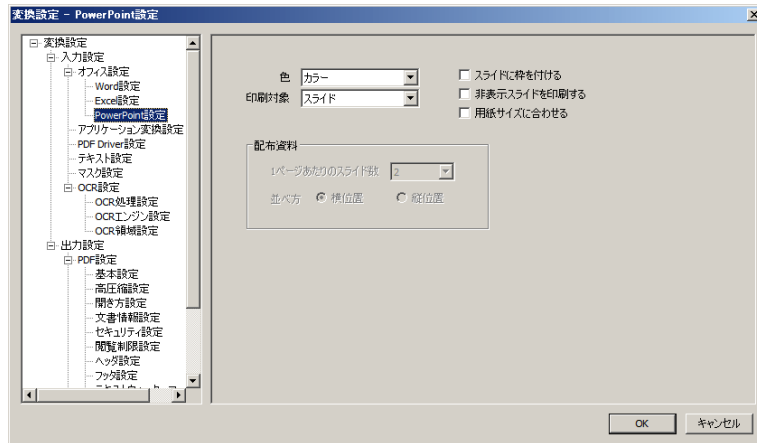 変換設定 - PowerPoint設定
変換設定
入力設定
オフィス設定
Word設定
Excel設定
PowerPoint設定
アプリケーション変換設定
PDF Driver設定
テキスト設定
マスク設定
OCR設定
OCR処理設定
OCRエンジン設定
OCR領域設定
出力設定
PDF設定
基本設定
高圧縮設定
開き方設定
文書情報設定
セキュリティ設定
閲覧制限設定
ヘッダ設定
フッタ設定
色 カラー
印刷対象 スライド
スライドに枠を付ける
非表示スライドを印刷する
用紙サイズに合わせる
配布資料
1ページあたりのスライド数 2
並べ方 横位置 縦位置
OK キャンセル